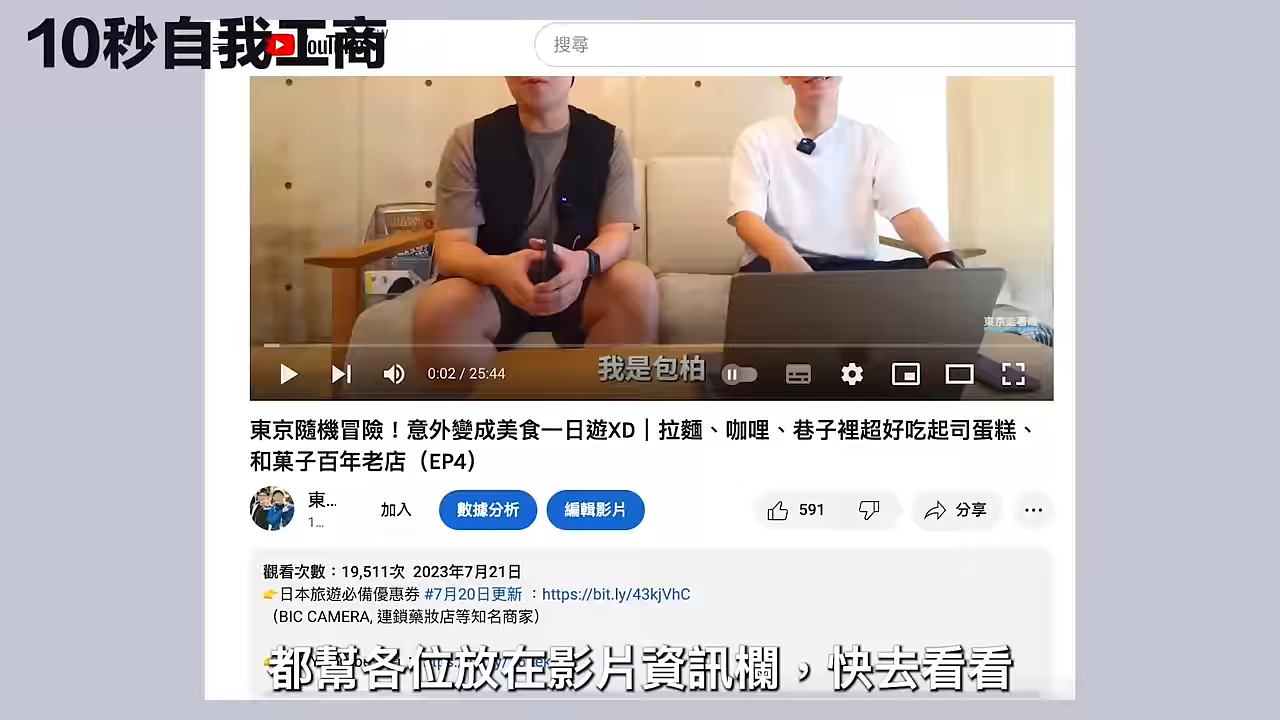 10秒自我工商
搜尋
東京走著瞧
我是包柏
0:02 / 25:44
東京隨機冒險！意外變成美食一日遊XD｜拉麵、咖哩、巷子裡超好吃起司蛋糕、
和菓子百年老店（EP4）
東...
1...
加入
數據分析
編輯影片
591
分享
觀看次數：19,511次 2023年7月21日
👉日本旅遊必備優惠券 #7月20日更新 ：https://bit.ly/43kjVhC
（BIC CAMERA, 連鎖藥妝店等知名商家）
都幫各位放在影片資訊欄，快去看看